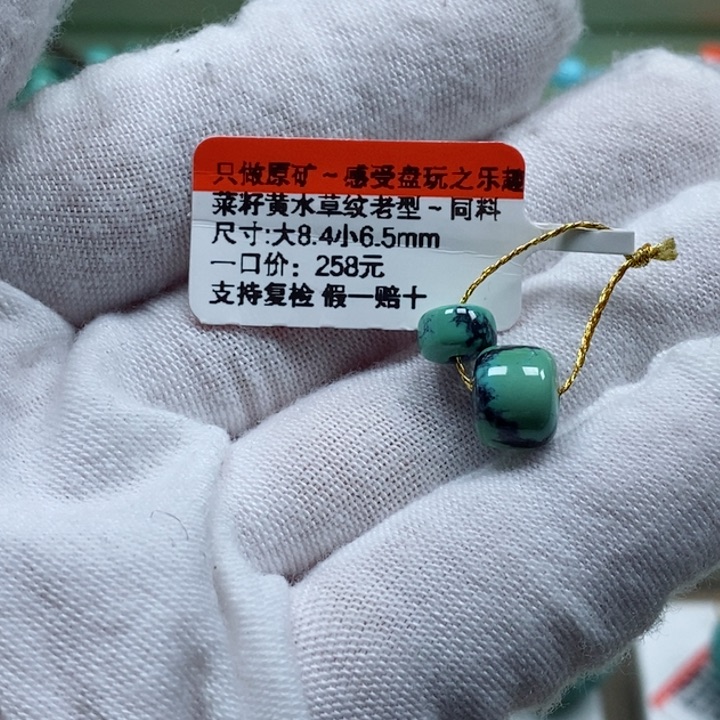 只做原矿~感受盘玩之乐趣
菜籽黄水草纹老型~同料
尺寸:大8.4小6.5mm
一口价：258元
支持复检 假一赔十